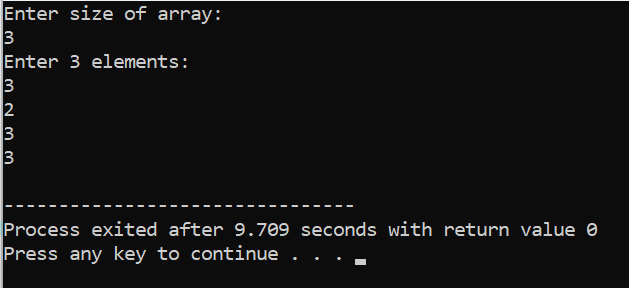 Enter size of array:
3
Enter 3 elements:
3
2
3
3
--------------------------------
Process exited after 9.709 seconds with return value 0
Press any key to continue . . .